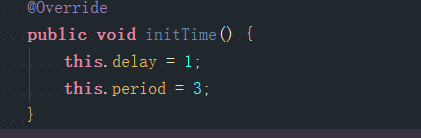 @Override
public void initTime() {
    this.delay = 1;
    this.period = 3;
}